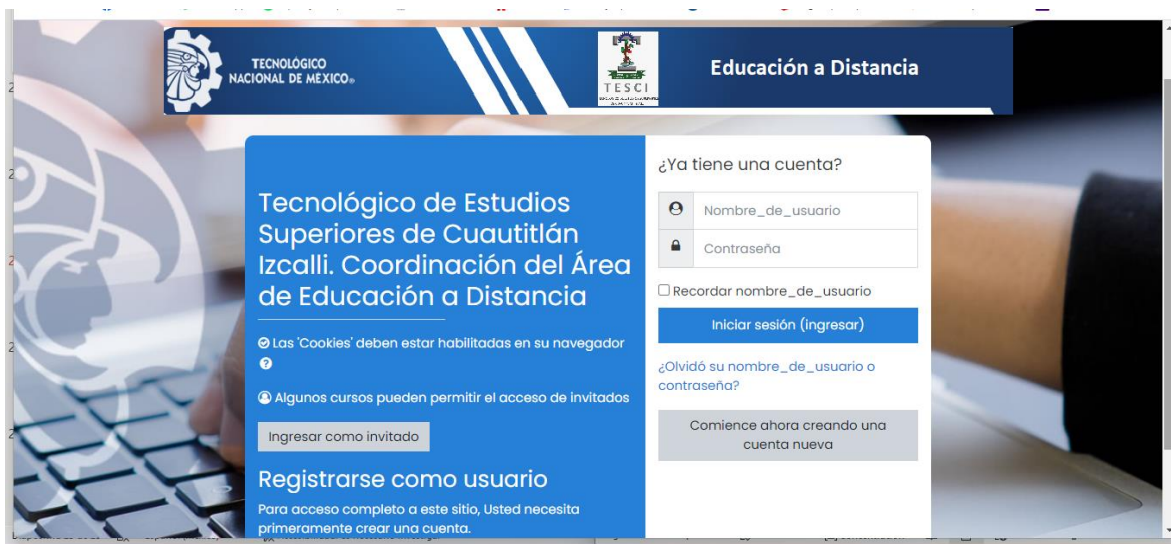 TECNOLÓGICO
NACIONAL DE MÉXICO®
TESCI
Educación a Distancia
Tecnológico de Estudios
Superiores de Cuautitlán
Izcalli. Coordinación del Área
de Educación a Distancia
Las 'Cookies' deben estar habilitadas en su navegador
Algunos cursos pueden permitir el acceso de invitados
Ingresar como invitado
Registrarse como usuario
Para acceso completo a este sitio, Usted necesita
primeramente crear una cuenta.
¿Ya tiene una cuenta?
Nombre_de_usuario
Contraseña
Recordar nombre_de_usuario
Iniciar sesión (ingresar)
¿Olvidó su nombre_de_usuario o
contraseña?
Comience ahora creando una
cuenta nueva